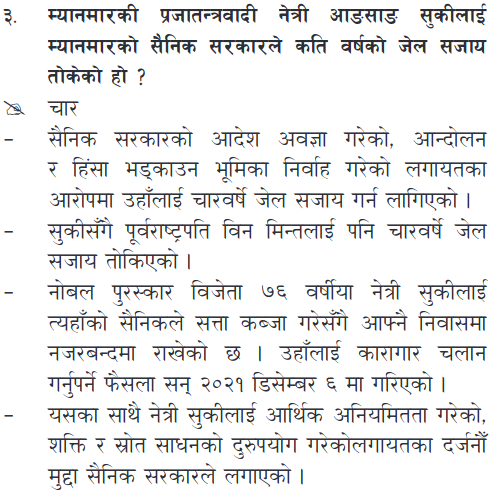 ३. म्यानमारकी प्रजातन्त्रवादी नेत्री आङसाङ सुकीलाई
म्यानमारको सैनिक सरकारले कति वर्षको जेल सजाय
तोकेको हो ?
चार
– सैनिक सरकारको आदेश अवज्ञा गरेको, आन्दोलन
र हिंसा भड्काउन भूमिका निर्वाह गरेको लगायतका
आरोपमा उहाँलाई चारवर्षे जेल सजाय गर्न लागिएको ।
– सुकीसँगै पूर्वराष्ट्रपति विन मिन्तलाई पनि चारवर्षे जेल
सजाय तोकिएको ।
– नोबल पुरस्कार विजेता ७६ वर्षीया नेत्री सुकीलाई
त्यहाँको सैनिकले सत्ता कब्जा गरेसँगै आफ्नै निवासमा
नजरबन्दमा राखेको छ । उहाँलाई कारागार चलान
गर्नुपर्ने फैसला सन् २०२१ डिसेम्बर ६ मा गरिएको ।
– यसका साथै नेत्री सुकीलाई आर्थिक अनियमितता गरेको,
शक्ति र स्रोत साधनको दुरुपयोग गरेकोलगायतका दर्जनौँ
मुद्दा सैनिक सरकारले लगाएको ।